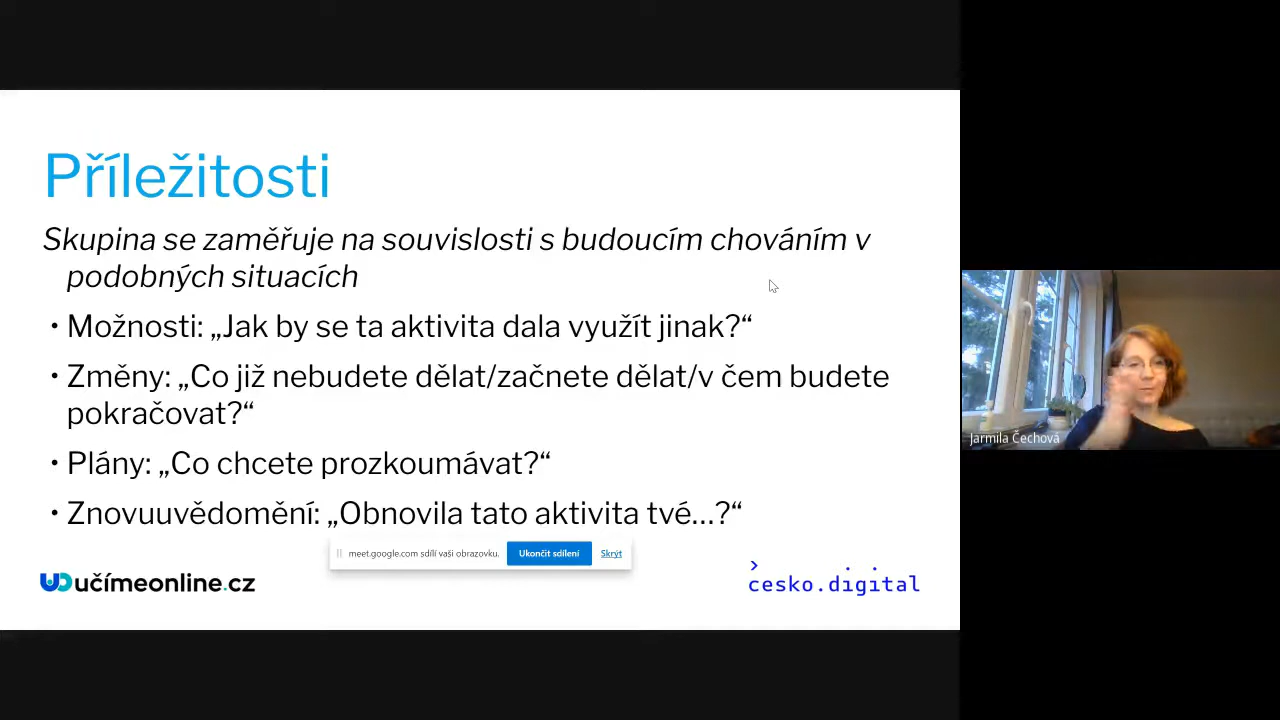 Příležitosti
Skupina se zaměřuje na souvislosti s budoucím chováním v
podobných situacích
• Možnosti: „Jak by se ta aktivita dala využít jinak?“
• Změny: „Co již nebudete dělat/začnete dělat/v čem budete
pokračovat?“
• Plány: „Co chcete prozkoumávat?“
• Znovuuvědomění: „Obnovila tato aktivita tvé…?“
meet.google.com sdílí vaši obrazovku. Ukončit sdílení Skrýt
učímeonline.cz
cesko.digital
Jarmila Čechová